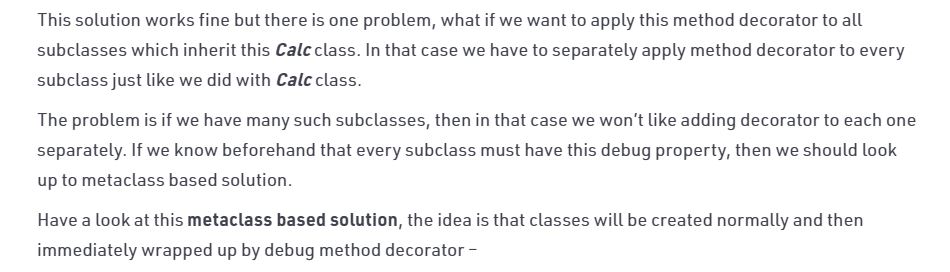 This solution works fine but there is one problem, what if we want to apply this method decorator to all
subclasses which inherit this Calc class. In that case we have to separately apply method decorator to every
subclass just like we did with Calc class.
The problem is if we have many such subclasses, then in that case we won't like adding decorator to each one
separately. If we know beforehand that every subclass must have this debug property, then we should look
up to metaclass based solution.
Have a look at this metaclass based solution, the idea is that classes will be created normally and then
immediately wrapped up by debug method decorator –